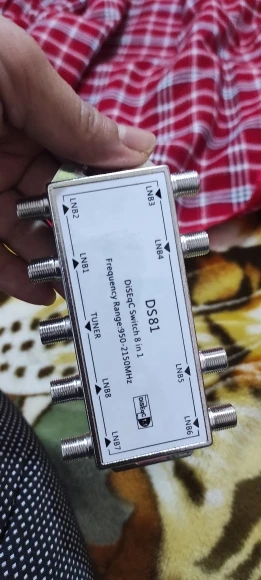 DS81
DiSEqC Switch 8 in 1
Frequency Range:950-2150MHz
LNB2
LNB1
TUNER
LNB8
LNB7
LNB3
LNB4
LNB5
LNB6